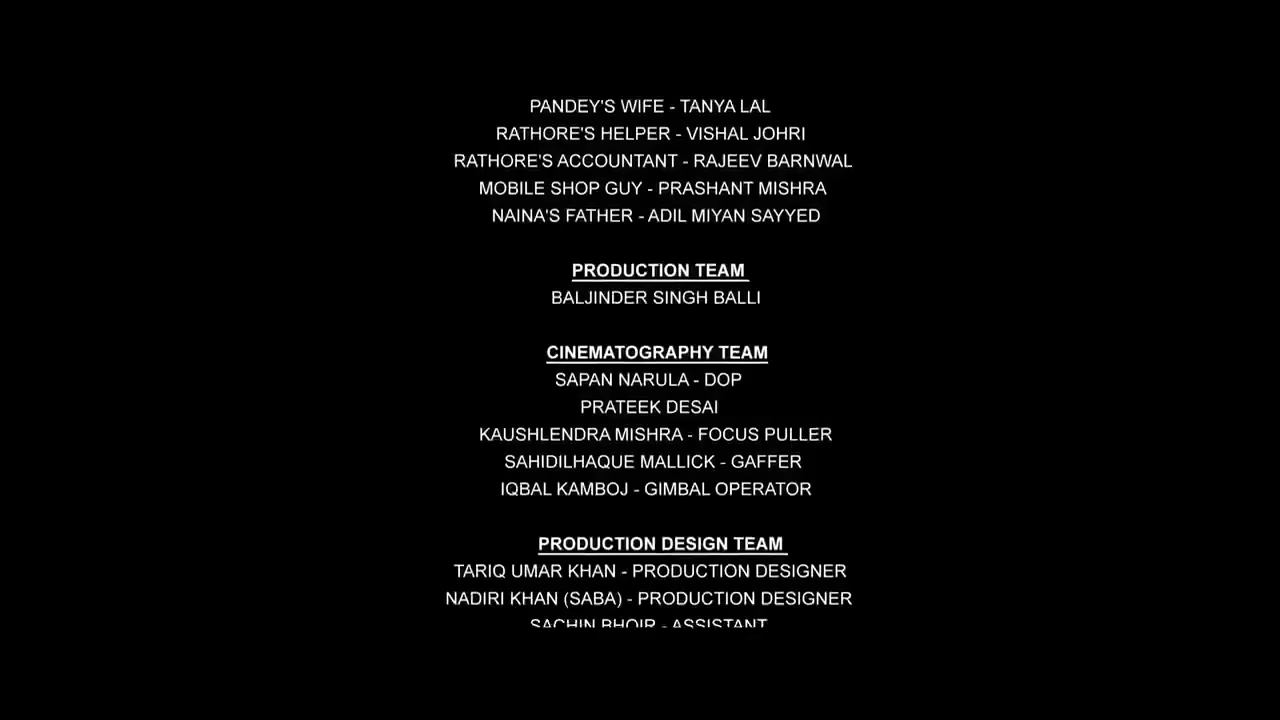 PANDEY'S WIFE - TANYA LAL
RATHORE'S HELPER - VISHAL JOHRI
RATHORE'S ACCOUNTANT - RAJEEV BARNWAL
MOBILE SHOP GUY - PRASHANT MISHRA
NAINA'S FATHER - ADIL MIYAN SAYYED
PRODUCTION TEAM
BALJINDER SINGH BALLI
CINEMATOGRAPHY TEAM
SAPAN NARULA - DOP
PRATEEK DESAI
KAUSHLENDRA MISHRA - FOCUS PULLER
SAHIDILHAQUE MALLICK - GAFFER
IQBAL KAMBOJ - GIMBAL OPERATOR
PRODUCTION DESIGN TEAM
TARIQ UMAR KHAN - PRODUCTION DESIGNER
NADIRI KHAN (SABA) - PRODUCTION DESIGNER
SACHIN BHOIR - ASSISTANT